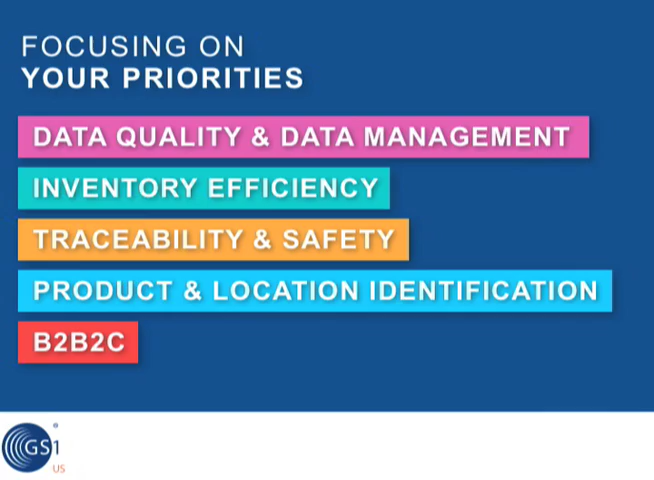 FOCUSING ON
YOUR PRIORITIES
DATA QUALITY & DATA MANAGEMENT
INVENTORY EFFICIENCY
TRACEABILITY & SAFETY
PRODUCT & LOCATION IDENTIFICATION
B2B2C
®
GS1
US